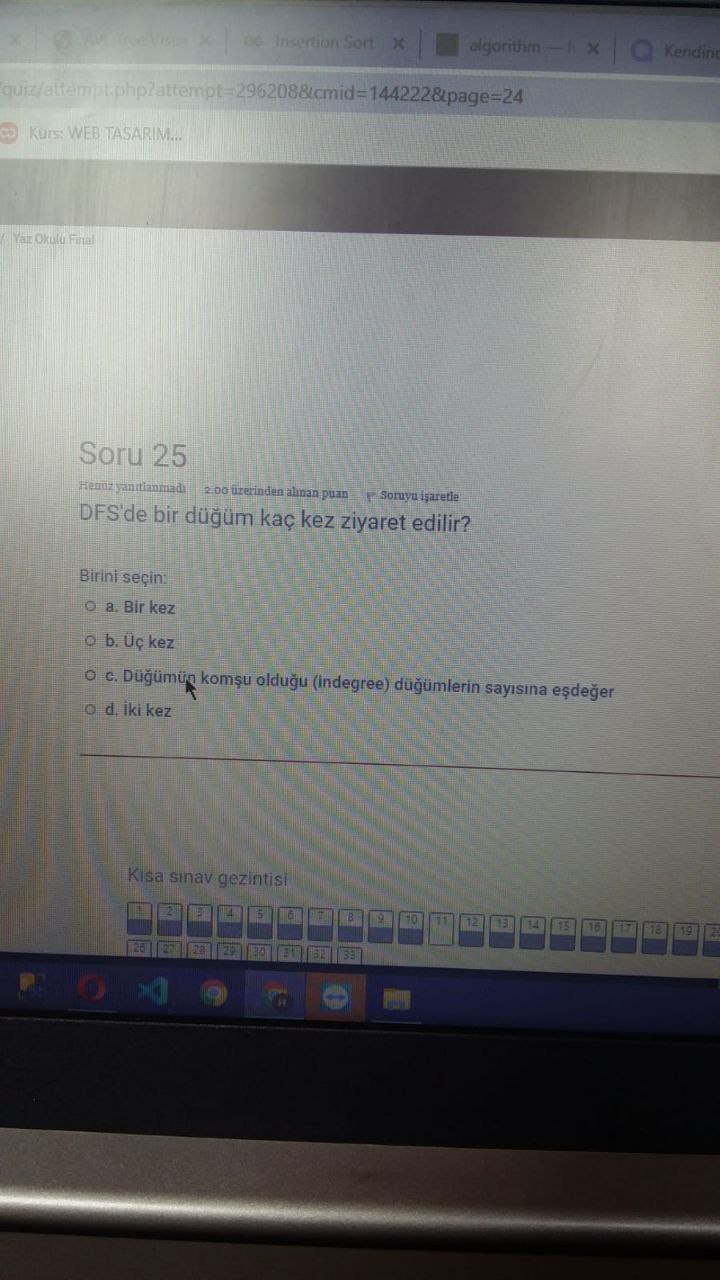 AVL Tree Visu
Insertion Sort
algorithm —
Kendinc
/quiz/attempt.php?attempt=296208&cmid=144222&page=24
Kurs: WEB TASARIM...
/ Yaz Okulu Final
Soru 25
Henüz yanıtlanmadı 2.00 üzerinden alınan puan Soruyu işaretle
DFS'de bir düğüm kaç kez ziyaret edilir?
Birini seçin:
a. Bir kez
b. Üç kez
c. Düğümün komşu olduğu (indegree) düğümlerin sayısına eşdeğer
d. İki kez
Kısa sınav gezintisi
1 2 3 4 5 6 7 8 9 10 11 12 13 14 15 16 17 18 19
26 27 28 29 30 31 32 33